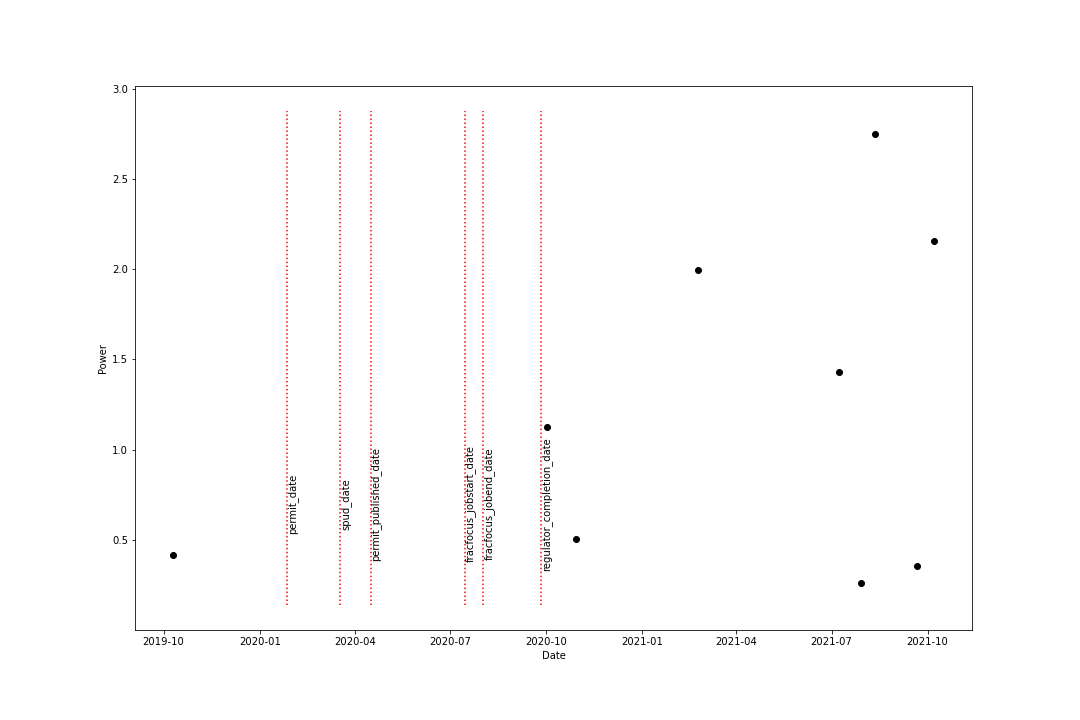 3.0
2.5
2.0
1.5
1.0
0.5
Power
permit_date
spud_date
permit_published_date
fracfocus_jobstart_date
fracfocus_jobend_date
regulator_completion_date
2019-10
2020-01
2020-04
2020-07
2020-10
2021-01
2021-04
2021-07
2021-10
Date